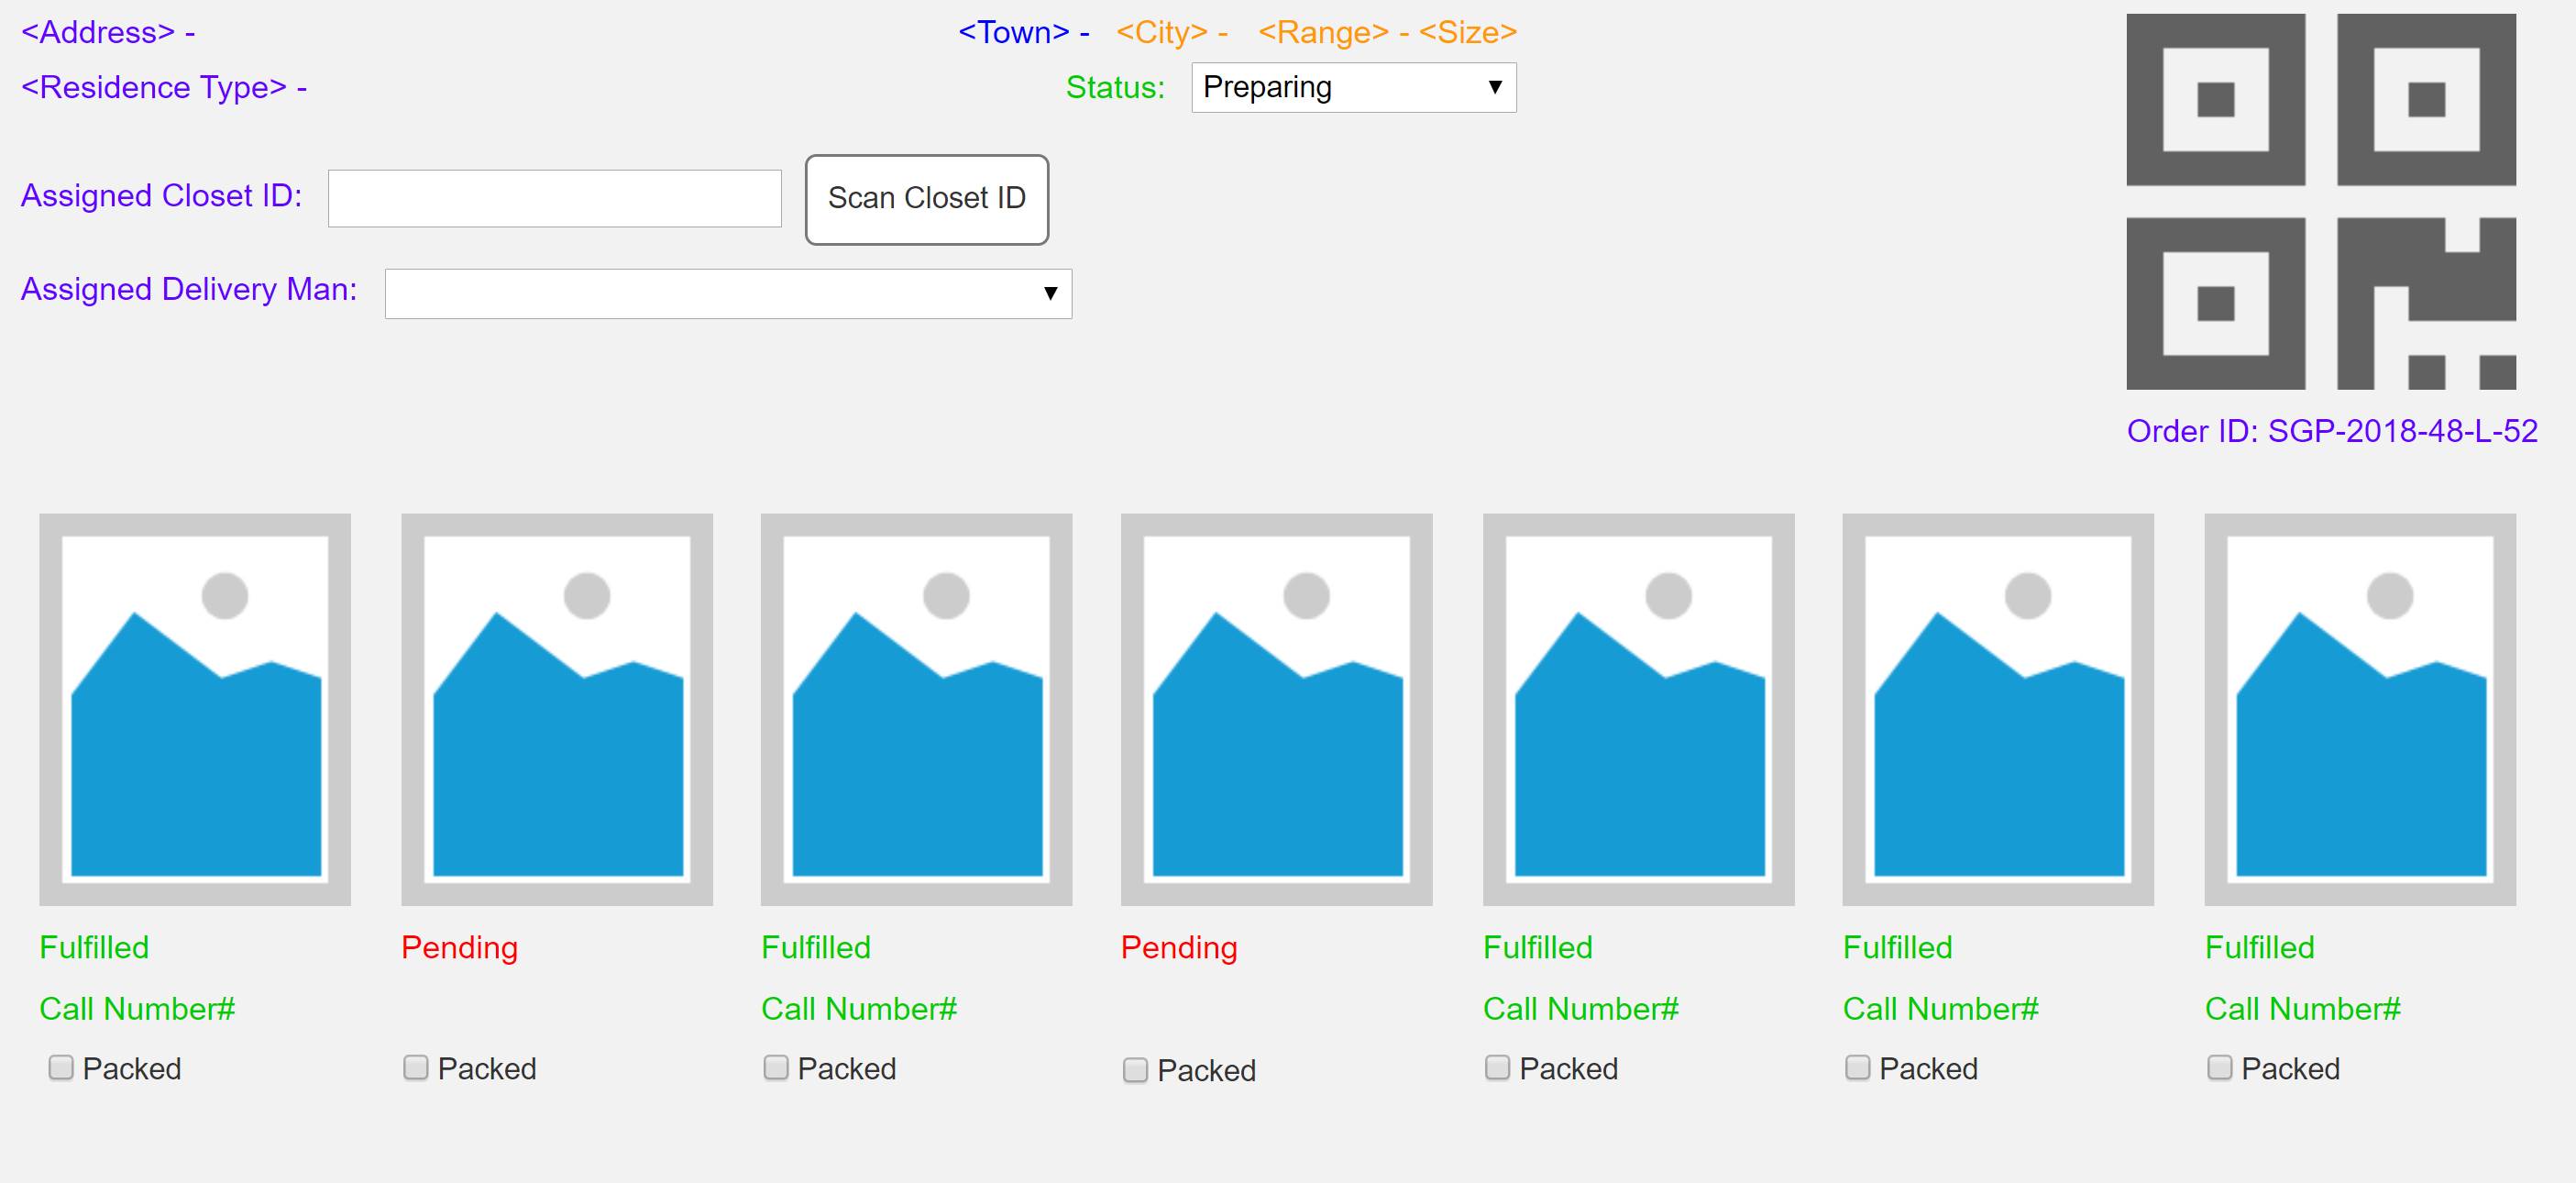 <Address> -
<Town> - <City> - <Range> - <Size>
<Residence Type> -
Status: Preparing
Assigned Closet ID:
Scan Closet ID
Assigned Delivery Man:
Order ID: SGP-2018-48-L-52
Fulfilled Pending Fulfilled Pending Fulfilled Fulfilled Fulfilled
Call Number# Call Number# Call Number# Call Number# Call Number#
Packed Packed Packed Packed Packed Packed Packed